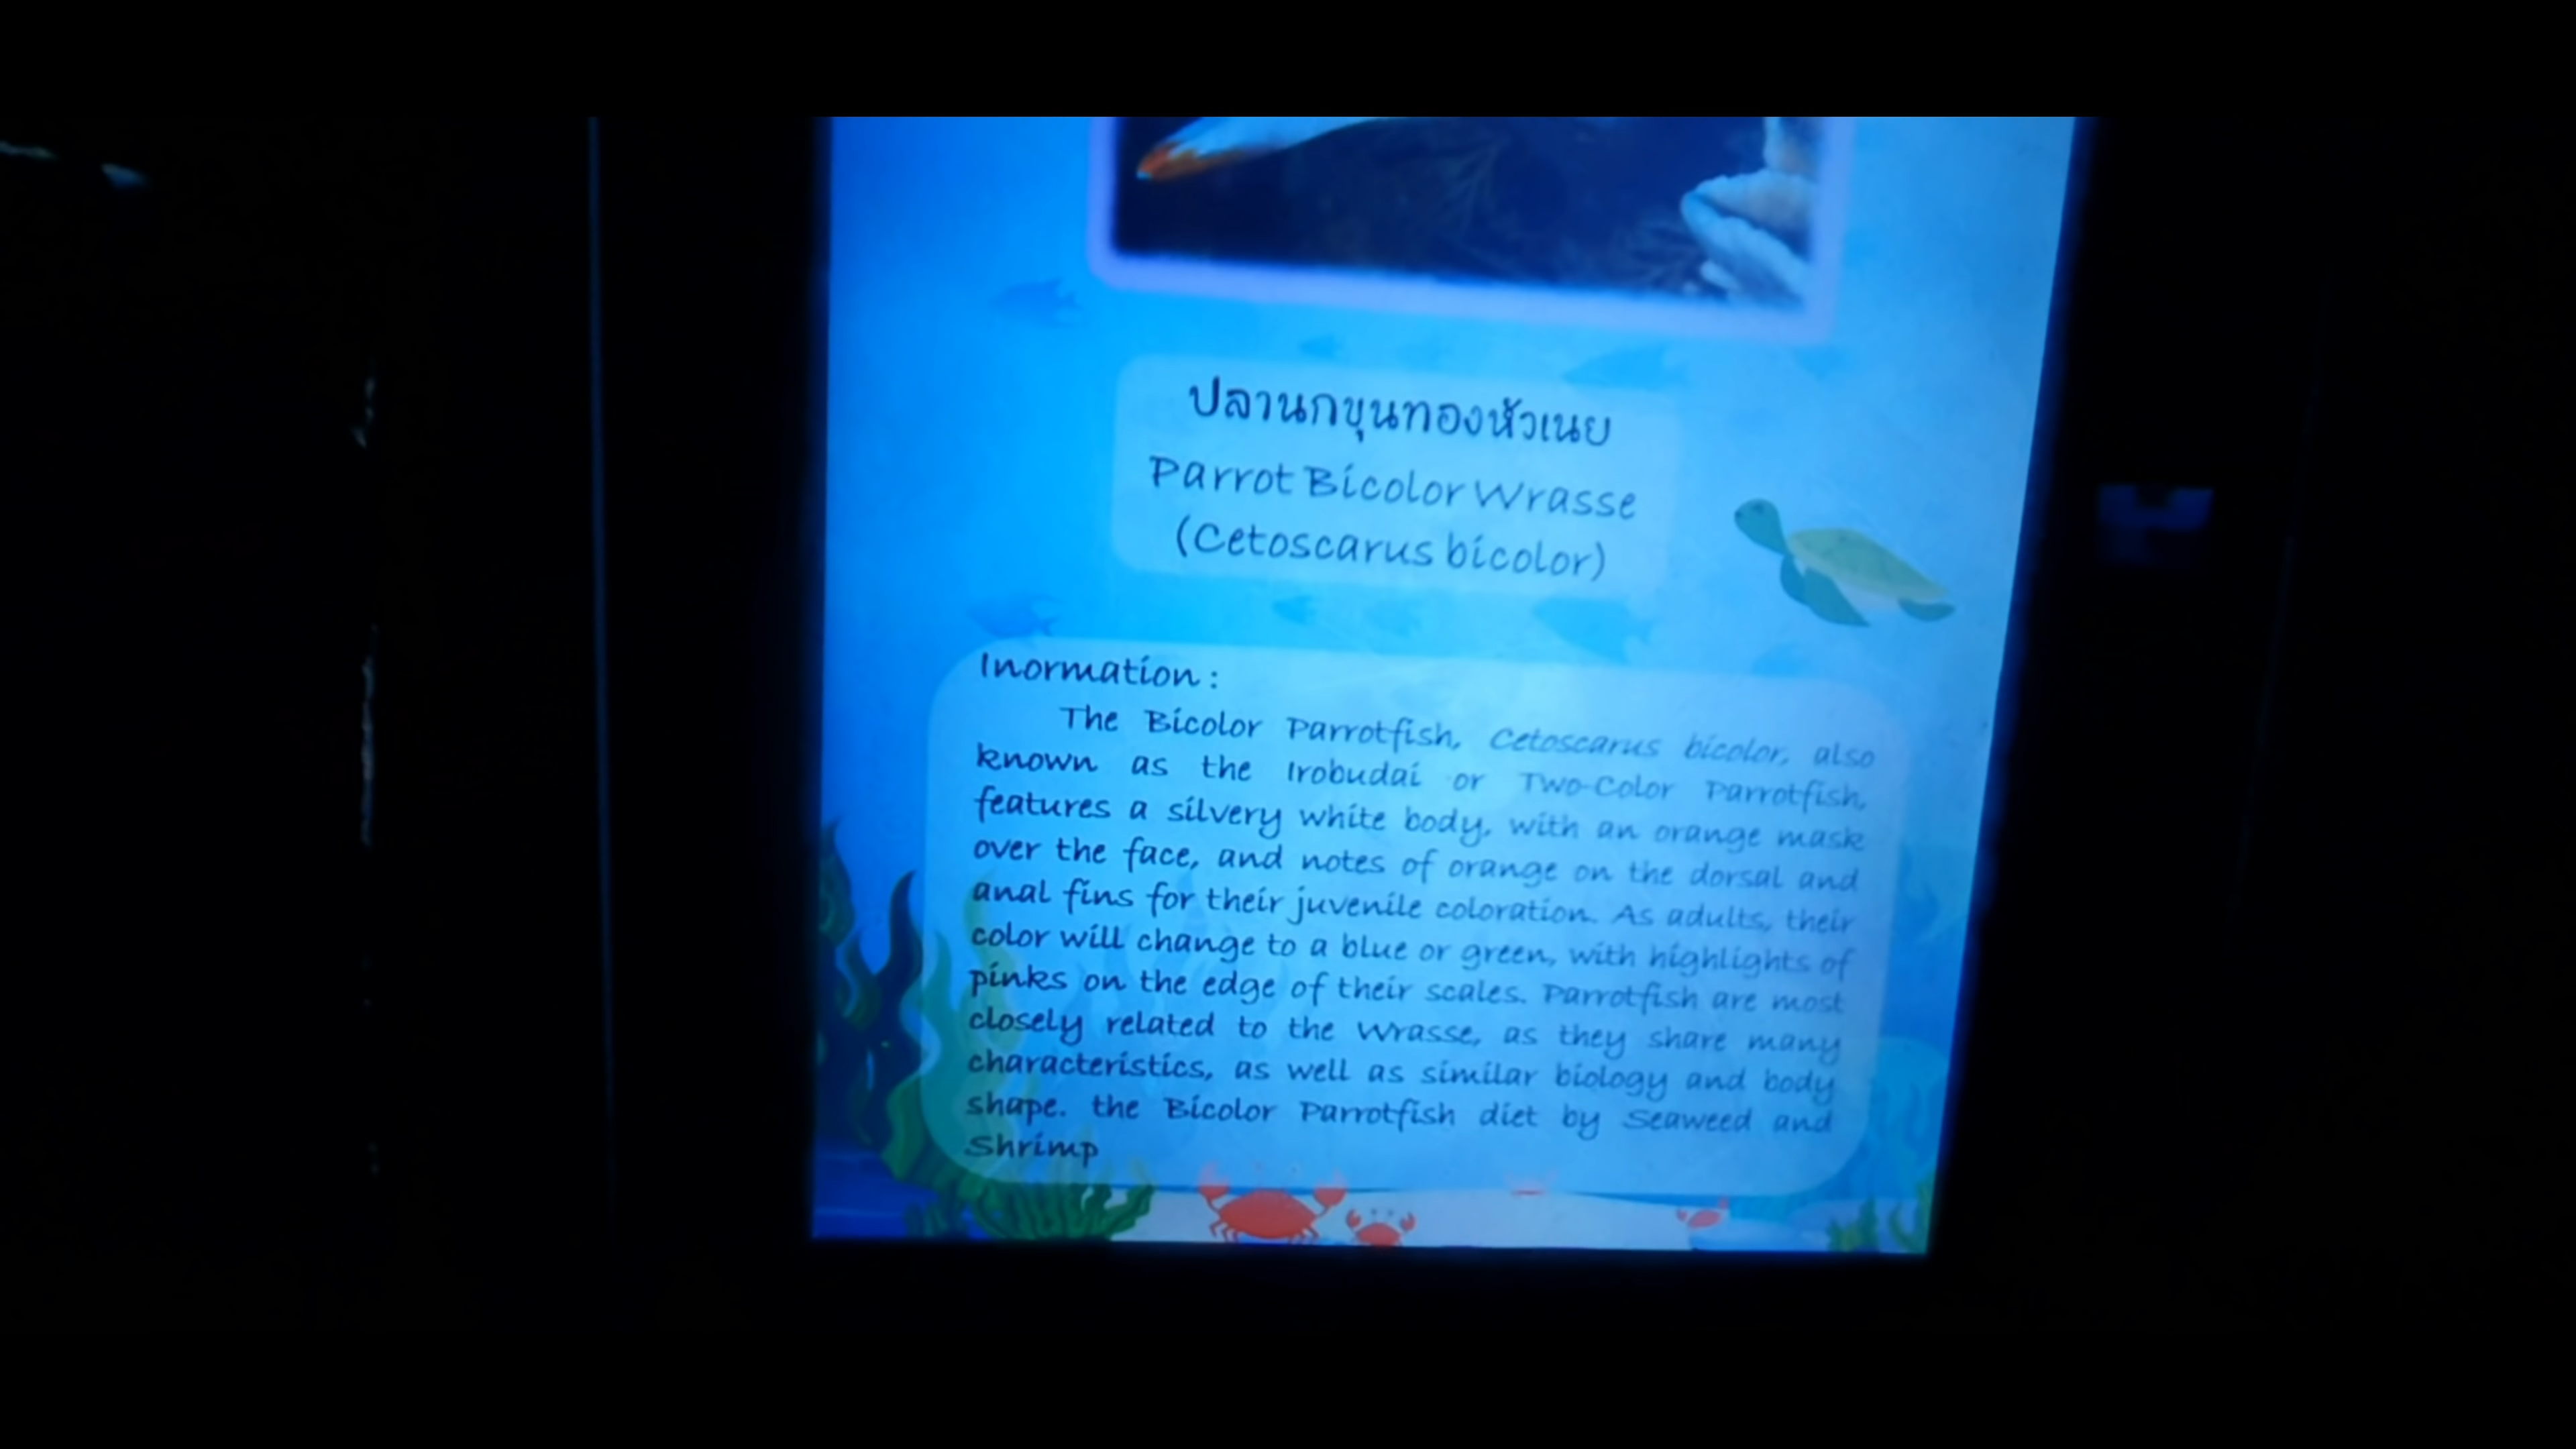 ปลานกขุนทองหัวเนย
Parrot Bicolor Wrasse
(Cetoscarus bicolor)
Inormation :
The Bicolor Parrotfish, Cetoscarus bicolor, also
known as the Irobudai or Two-Color Parrotfish,
features a silvery white body, with an orange mask
over the face, and notes of orange on the dorsal and
anal fins for their juvenile coloration. As adults, their
color will change to a blue or green, with highlights of
pinks on the edge of their scales. Parrotfish are most
closely related to the Wrasse, as they share many
characteristics, as well as similar biology and body
shape. the Bicolor Parrotfish diet by Seaweed and
Shrimp